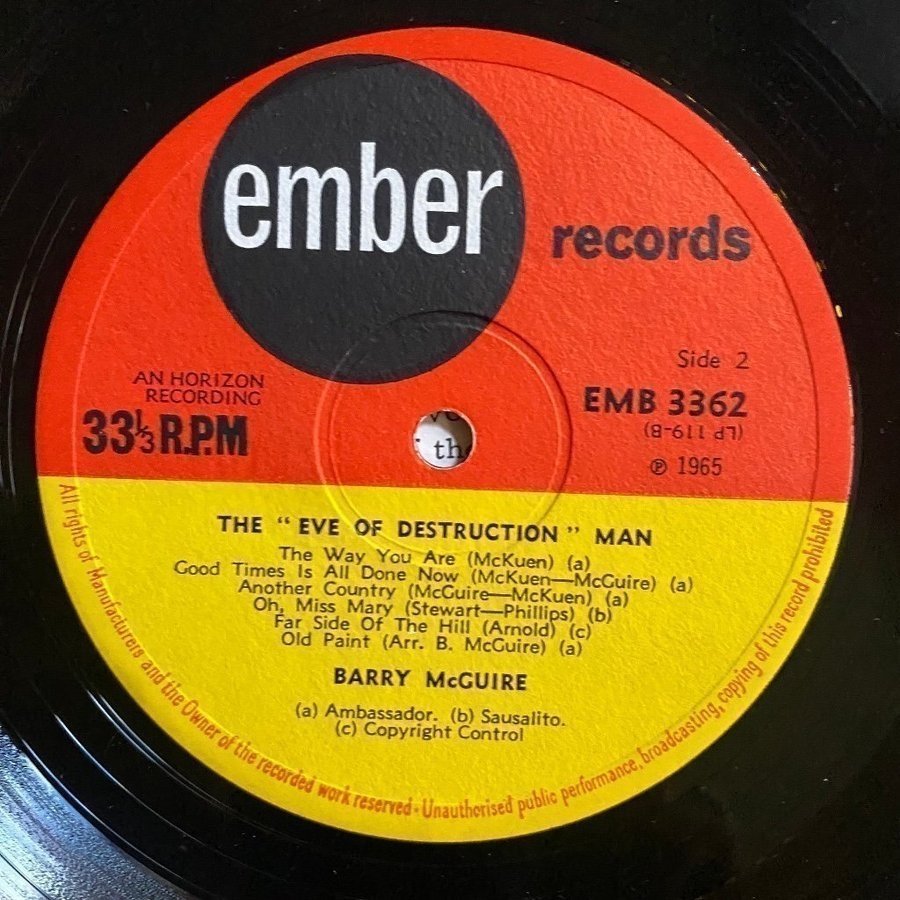 ember
records
AN HORIZON
RECORDING
33⅓ R.P.M
Side 2
EMB 3362
(LP 119-B)
℗ 1965
THE "EVE OF DESTRUCTION" MAN
The Way You Are (McKuen) (a)
Good Times Is All Done Now (McKuen—McGuire) (a)
Another Country (McGuire—McKuen) (a)
Oh, Miss Mary (Stewart—Phillips) (b)
Far Side Of The Hill (Arnold) (c)
Old Paint (Arr. B. McGuire) (a)
BARRY McGUIRE
(a) Ambassador. (b) Sausalito.
(c) Copyright Control
All rights of Manufacturers and the Owner of the recorded work reserved - Unauthorised public performance, broadcasting, copying of this record prohibited